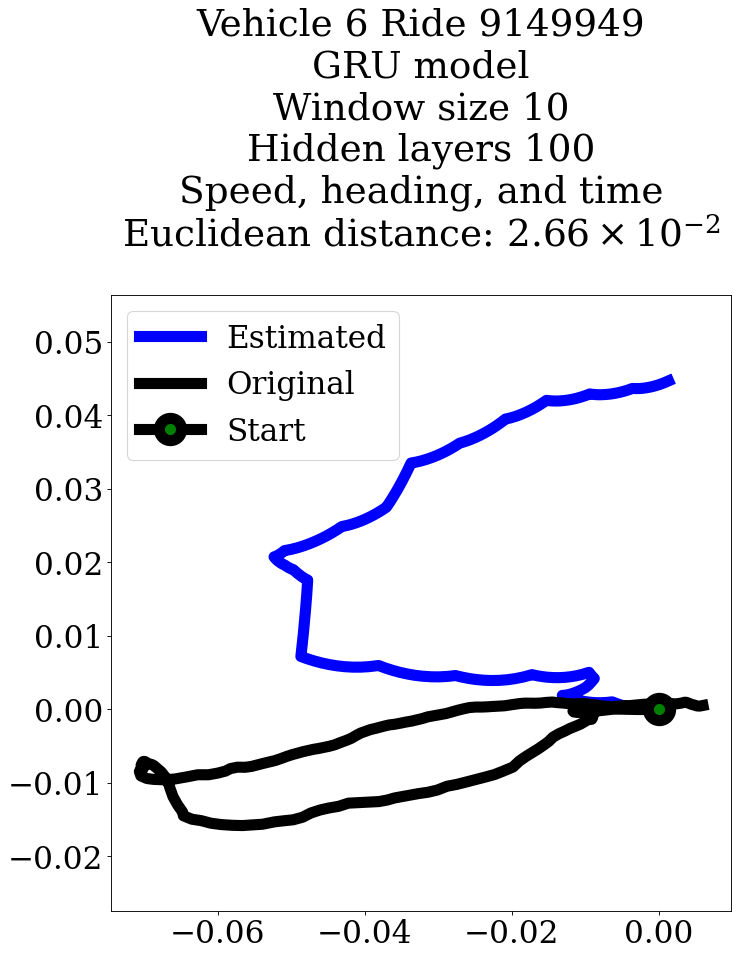 Vehicle 6 Ride 9149949
GRU model
Window size 10
Hidden layers 100
Speed, heading, and time
Euclidean distance: 2.66 × 10⁻²
Estimated
Original
Start
0.05
0.04
0.03
0.02
0.01
0.00
−0.01
−0.02
−0.06 −0.04 −0.02 0.00